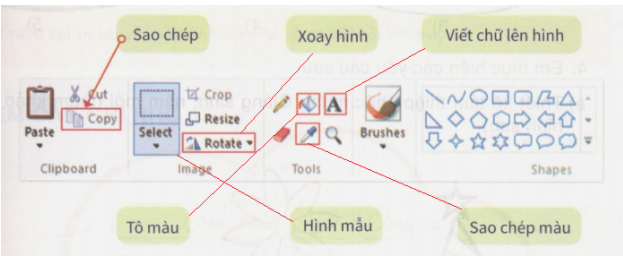 Sao chép
Xoay hình
Viết chữ lên hình
Paste
Cut
Copy
Clipboard
Select
Crop
Resize
Rotate
Image
A
Tools
Brushes
Shapes
Tô màu
Hình mẫu
Sao chép màu